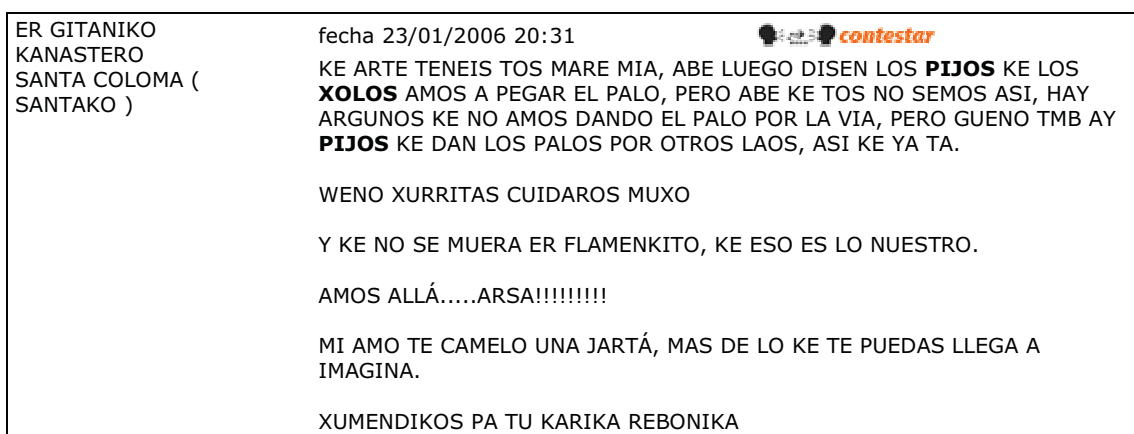 ER GITANIKO
KANASTERO
SANTA COLOMA (
SANTAKO )
fecha 23/01/2006 20:31
contestar
KE ARTE TENEIS TOS MARE MIA, ABE LUEGO DISEN LOS PIJOS KE LOS
XOLOS AMOS A PEGAR EL PALO, PERO ABE KE TOS NO SEMOS ASI, HAY
ARGUNOS KE NO AMOS DANDO EL PALO POR LA VIA, PERO GUENO TMB AY
PIJOS KE DAN LOS PALOS POR OTROS LAOS, ASI KE YA TA.
WENO XURRITAS CUIDAROS MUXO
Y KE NO SE MUERA ER FLAMENKITO, KE ESO ES LO NUESTRO.
AMOS ALLÁ.....ARSA!!!!!!!!!
MI AMO TE CAMELO UNA JARTÁ, MAS DE LO KE TE PUEDAS LLEGA A
IMAGINA.
XUMENDIKOS PA TU KARIKA REBONIKA